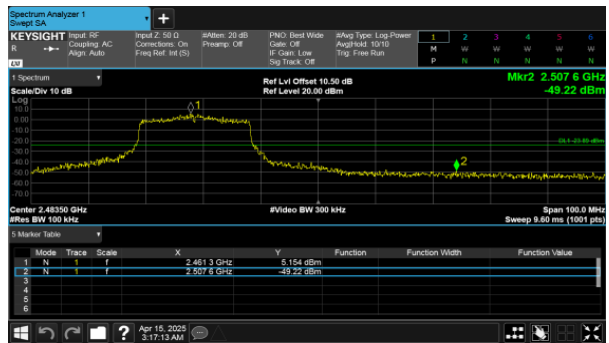 Spectrum Analyzer 1
Swept SA
KEYSIGHT Input: RF Input Z: 50 Ω #Atten: 20 dB PNO: Best Wide #Avg Type: Log-Power 1 2 3 4 5 6
R Coupling: AC Corrections: On Preamp: Off Gate: Off Avg|Hold: 10/10 M W W W W W
Align: Auto Freq Ref: Int (S) IF Gain: Low Trig: Free Run
Sig Track: Off P N N N N N
LW
1 Spectrum
Ref Lvl Offset 10.50 dB Mkr2 2.507 6 GHz
Scale/Div 10 dB Ref Level 20.00 dBm -49.22 dBm
Log
10.0
0.00
-10.0
-20.0
-30.0
-40.0
-50.0
-60.0
-70.0
1
2
Center 2.48350 GHz #Video BW 300 kHz Span 100.0 MHz
#Res BW 100 kHz Sweep 9.60 ms (1001 pts)
5 Marker Table
Mode Trace Scale X Y Function Function Width Function Value
1 N 1 f 2.461 3 GHz 5.154 dBm
2 N 1 f 2.507 6 GHz -49.22 dBm
3
4
5
6
? Apr 15, 2025
3:17:13 AM